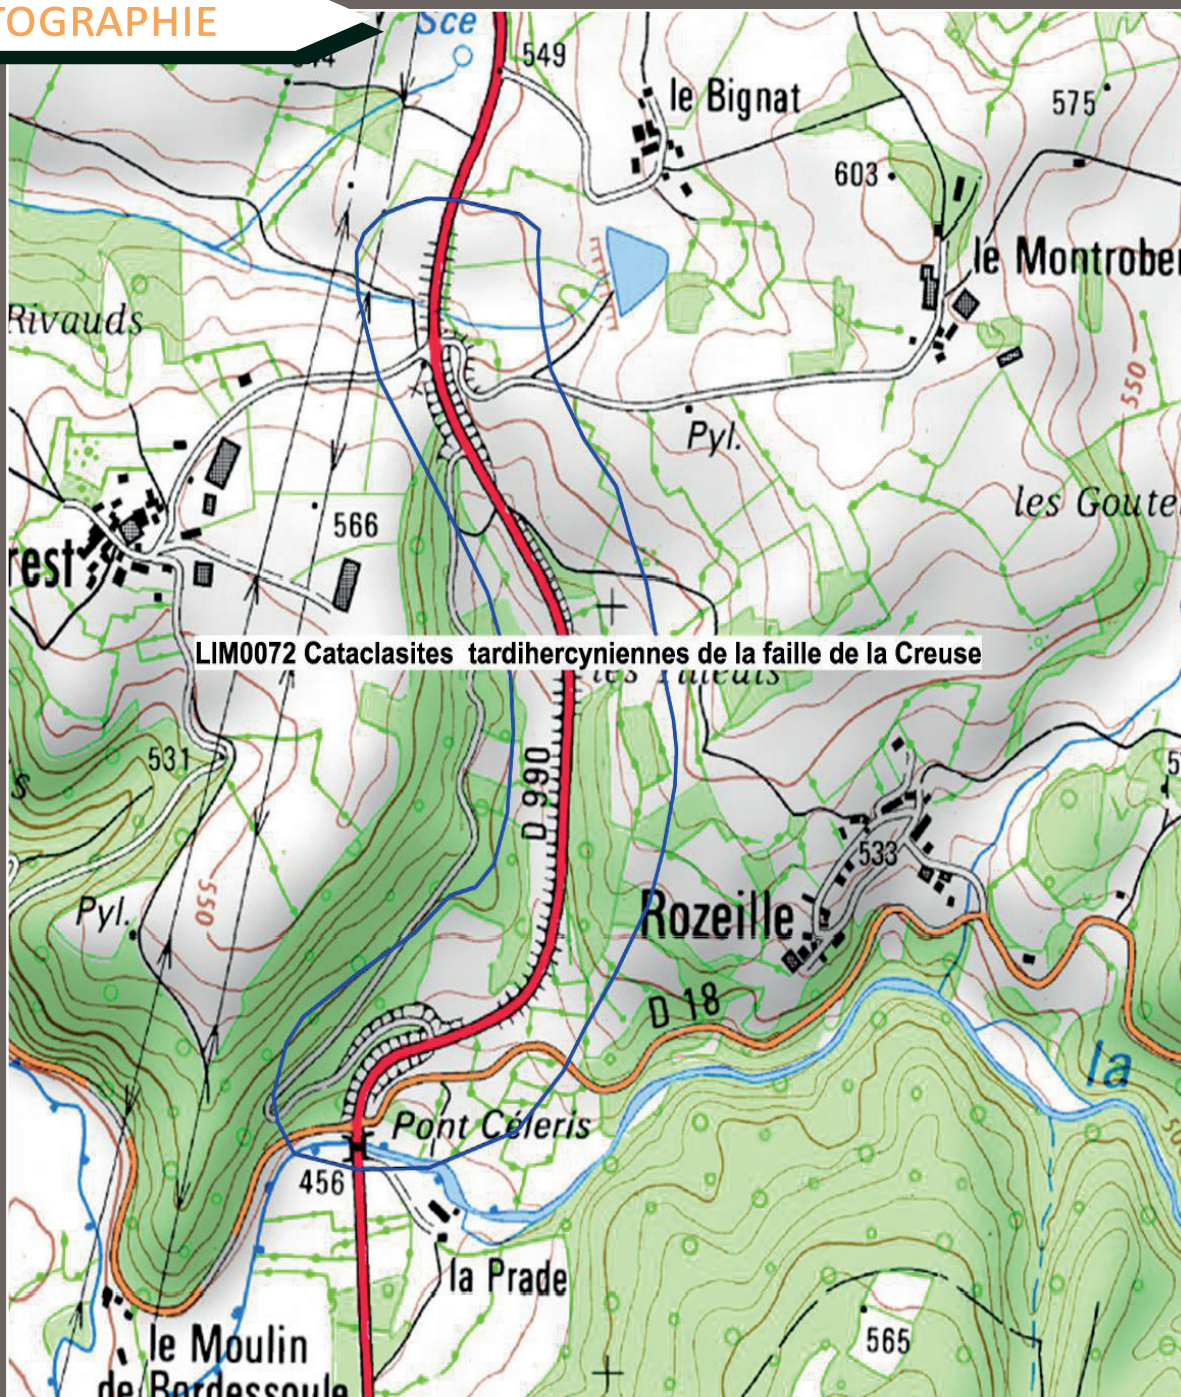 TOGRAPHIE
Sce
549
le Bignat
575
603
le Montrober
Rivauds
550
Pyl.
les Goute
566
rest
LIM0072 Cataclasites tardihercyniennes de la faille de la Creuse
531
s
D 990
533
550
Pyl.
Rozeille
D 18
la
Pont Céleris
50
456
la Prade
565
le Moulin
de Bordessoule